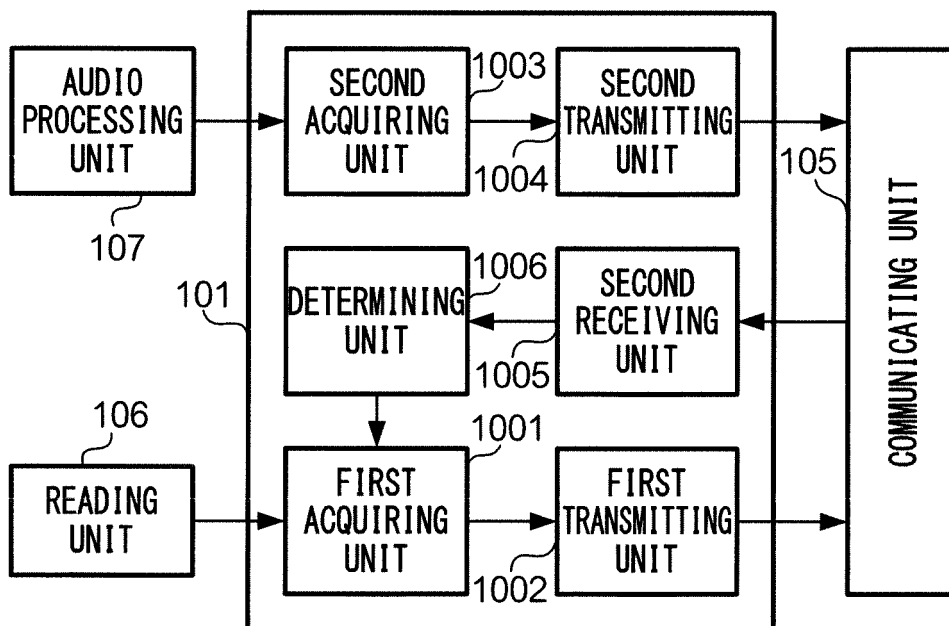 AUDIO
PROCESSING
UNIT
107
SECOND
ACQUIRING
UNIT
1003
SECOND
TRANSMITTING
UNIT
1004
105
COMMUNICATING UNIT
101
DETERMINING
UNIT
1006
SECOND
RECEIVING
UNIT
1005
106
READING
UNIT
FIRST
ACQUIRING
UNIT
1001
FIRST
TRANSMITTING
UNIT
1002